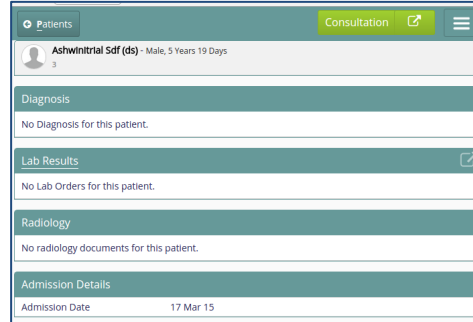 Patients
Consultation
Ashwinitrial Sdf (ds) - Male, 5 Years 19 Days
3
Diagnosis
No Diagnosis for this patient.
Lab Results
No Lab Orders for this patient.
Radiology
No radiology documents for this patient.
Admission Details
Admission Date 17 Mar 15